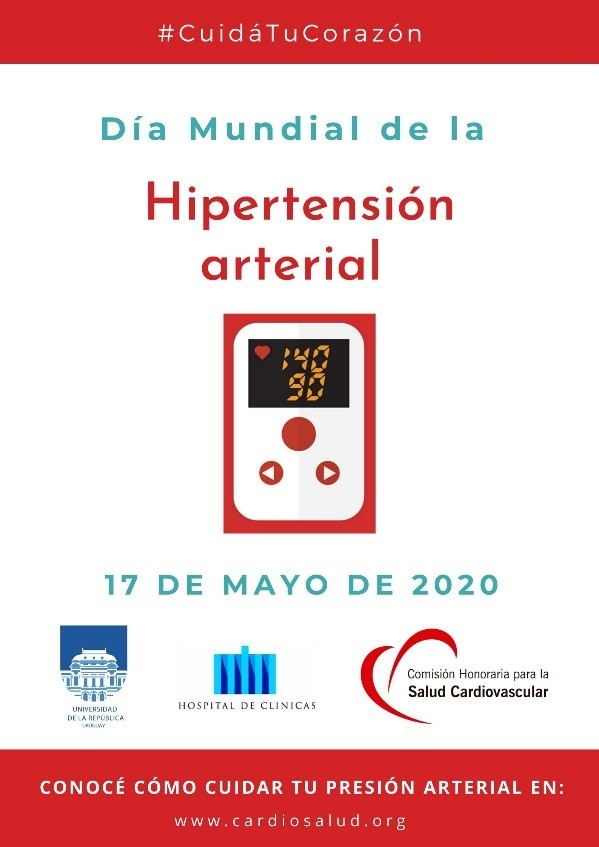 #CuidáTuCorazón
Día Mundial de la
Hipertensión
arterial
140
90
17 DE MAYO DE 2020
UNIVERSIDAD
DE LA REPÚBLICA
URUGUAY
HOSPITAL DE CLINICAS
Comisión Honoraria para la
Salud Cardiovascular
CONOCÉ CÓMO CUIDAR TU PRESIÓN ARTERIAL EN:
www.cardiosalud.org